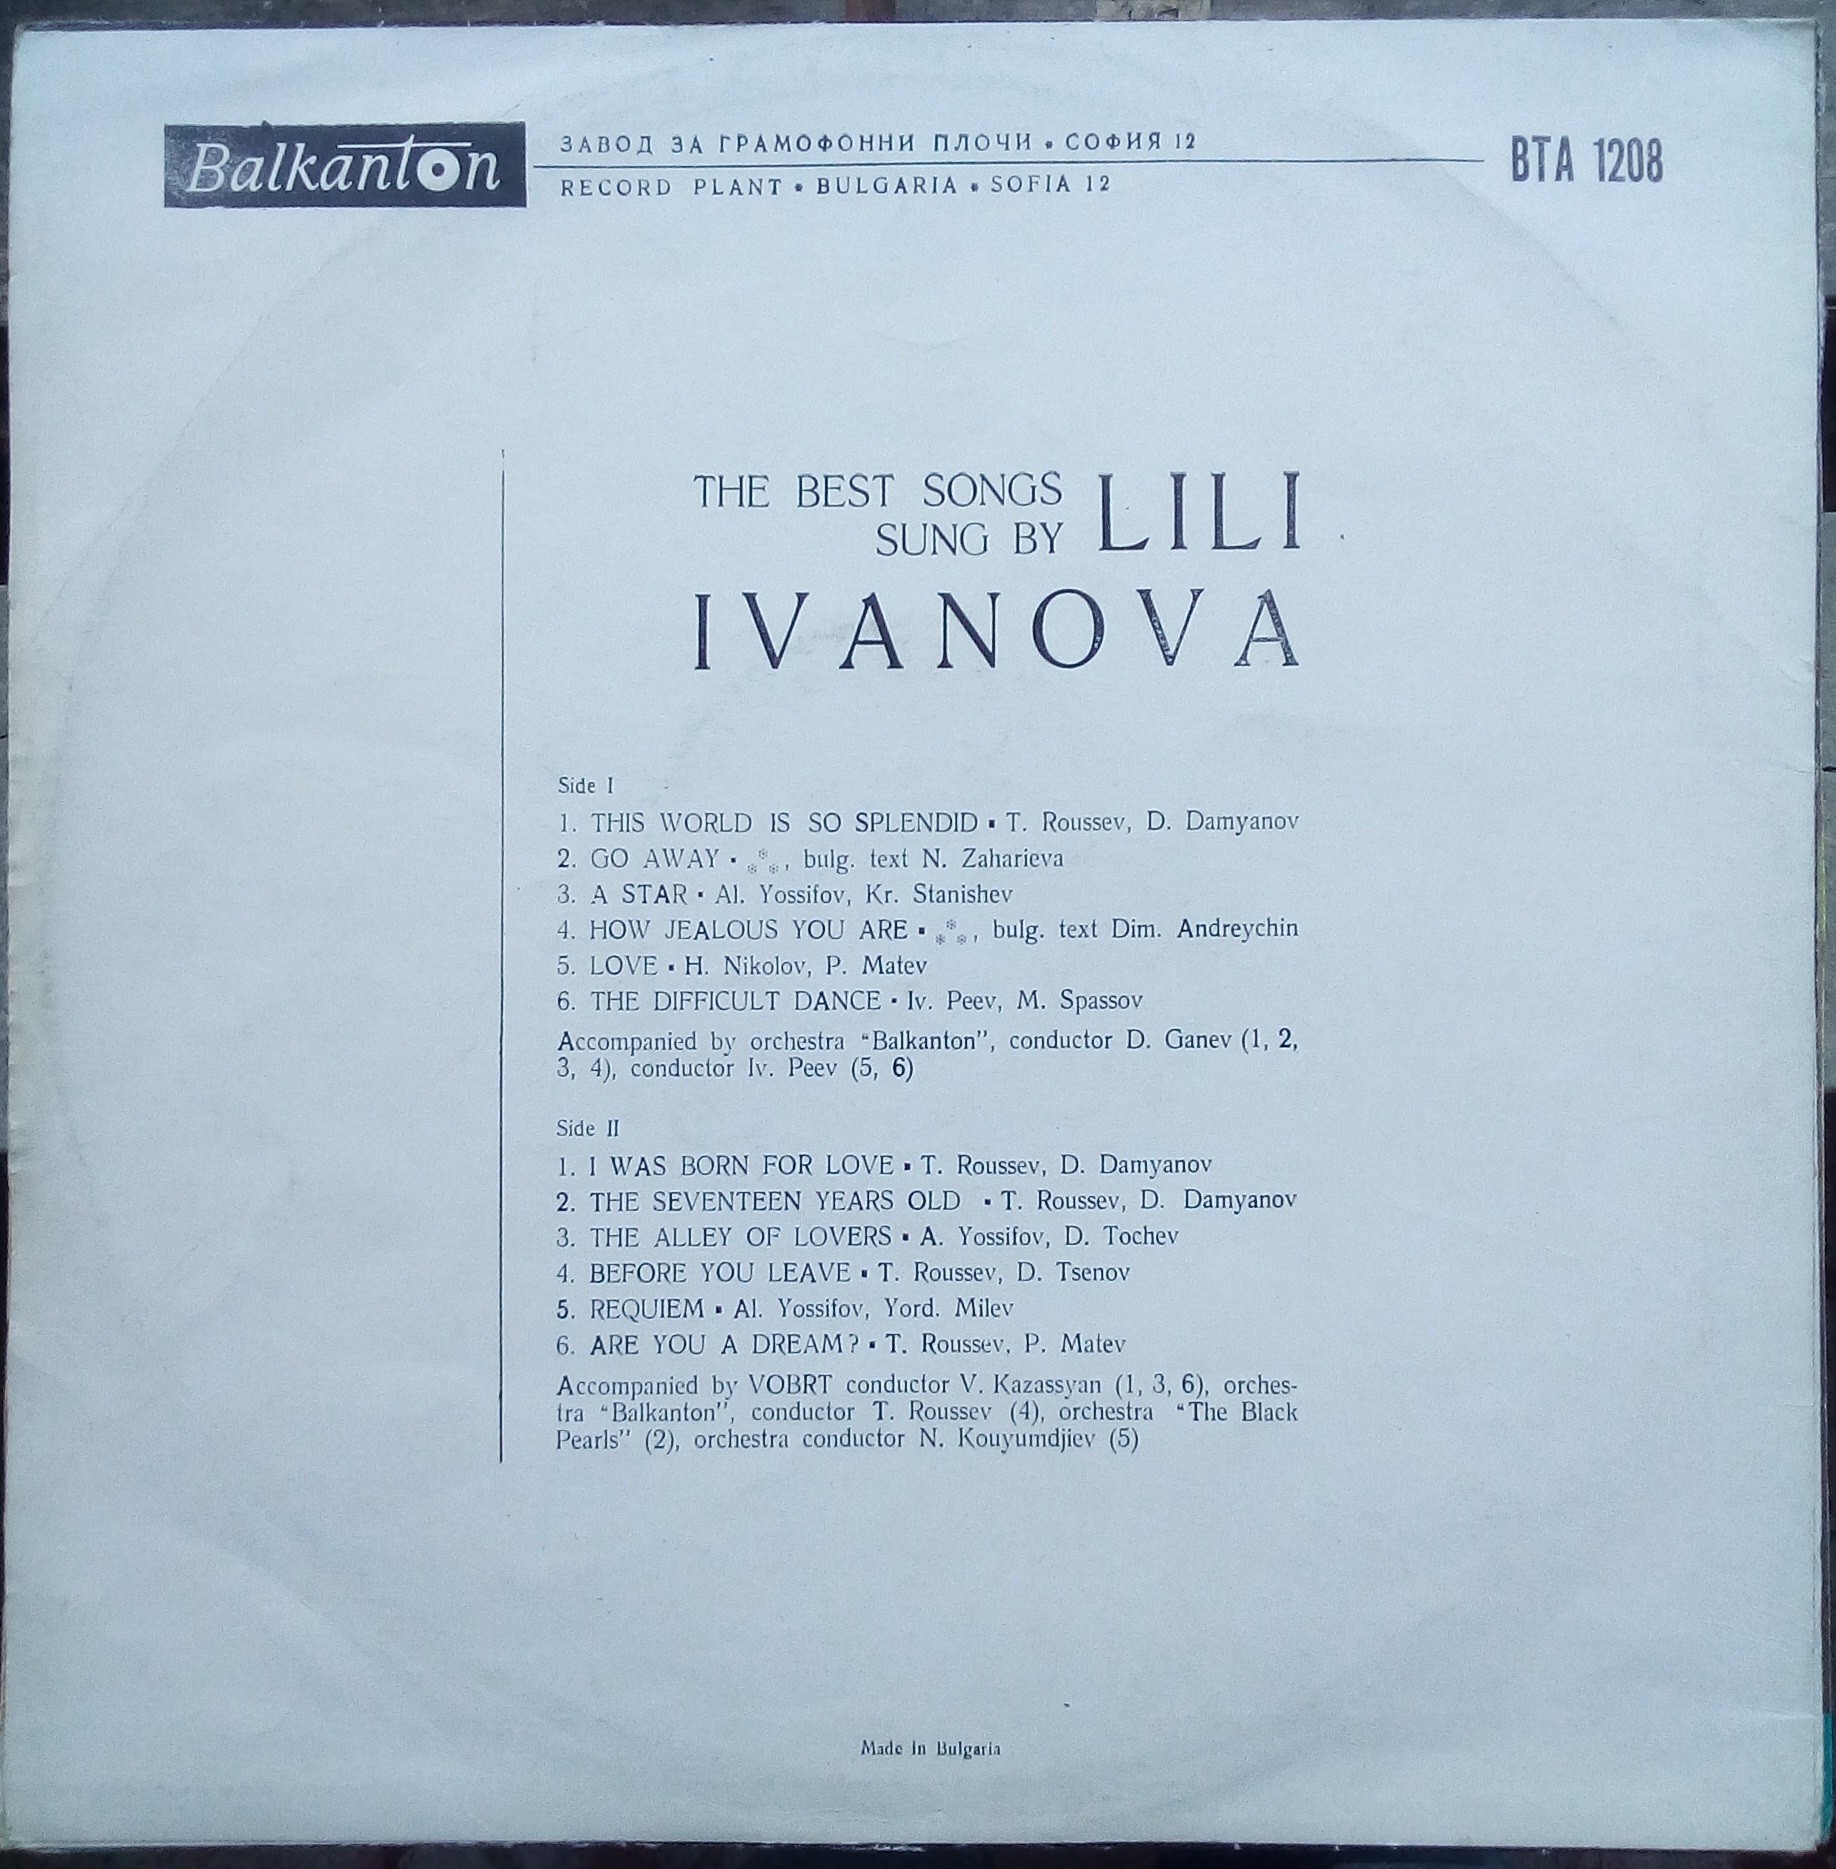 Balkanton
ЗАВОД ЗА ГРАМОФОННИ ПЛОЧИ • СОФИЯ 12
RECORD PLANT • BULGARIA • SOFIA 12
ВТА 1208
THE BEST SONGS
SUNG BY LILI
IVANOVA
Side I
1. THIS WORLD IS SO SPLENDID ▪ T. Roussev, D. Damyanov
2. GO AWAY ▪ ***, bulg. text N. Zaharieva
3. A STAR ▪ Al. Yossifov, Kr. Stanishev
4. HOW JEALOUS YOU ARE ▪ ***, bulg. text Dim. Andreychin
5. LOVE ▪ H. Nikolov, P. Matev
6. THE DIFFICULT DANCE ▪ Iv. Peev, M. Spassov
Accompanied by orchestra “Balkanton”, conductor D. Ganev (1, 2,
3, 4), conductor Iv. Peev (5, 6)
Side II
1. I WAS BORN FOR LOVE ▪ T. Roussev, D. Damyanov
2. THE SEVENTEEN YEARS OLD ▪ T. Roussev, D. Damyanov
3. THE ALLEY OF LOVERS ▪ A. Yossifov, D. Tochev
4. BEFORE YOU LEAVE ▪ T. Roussev, D. Tsenov
5. REQUIEM ▪ Al. Yossifov, Yord. Milev
6. ARE YOU A DREAM? ▪ T. Roussev, P. Matev
Accompanied by VOBRT conductor V. Kazassyan (1, 3, 6), orches-
tra “Balkanton”, conductor T. Roussev (4), orchestra “The Black
Pearls” (2), orchestra conductor N. Kouyumdjiev (5)
Made In Bulgaria